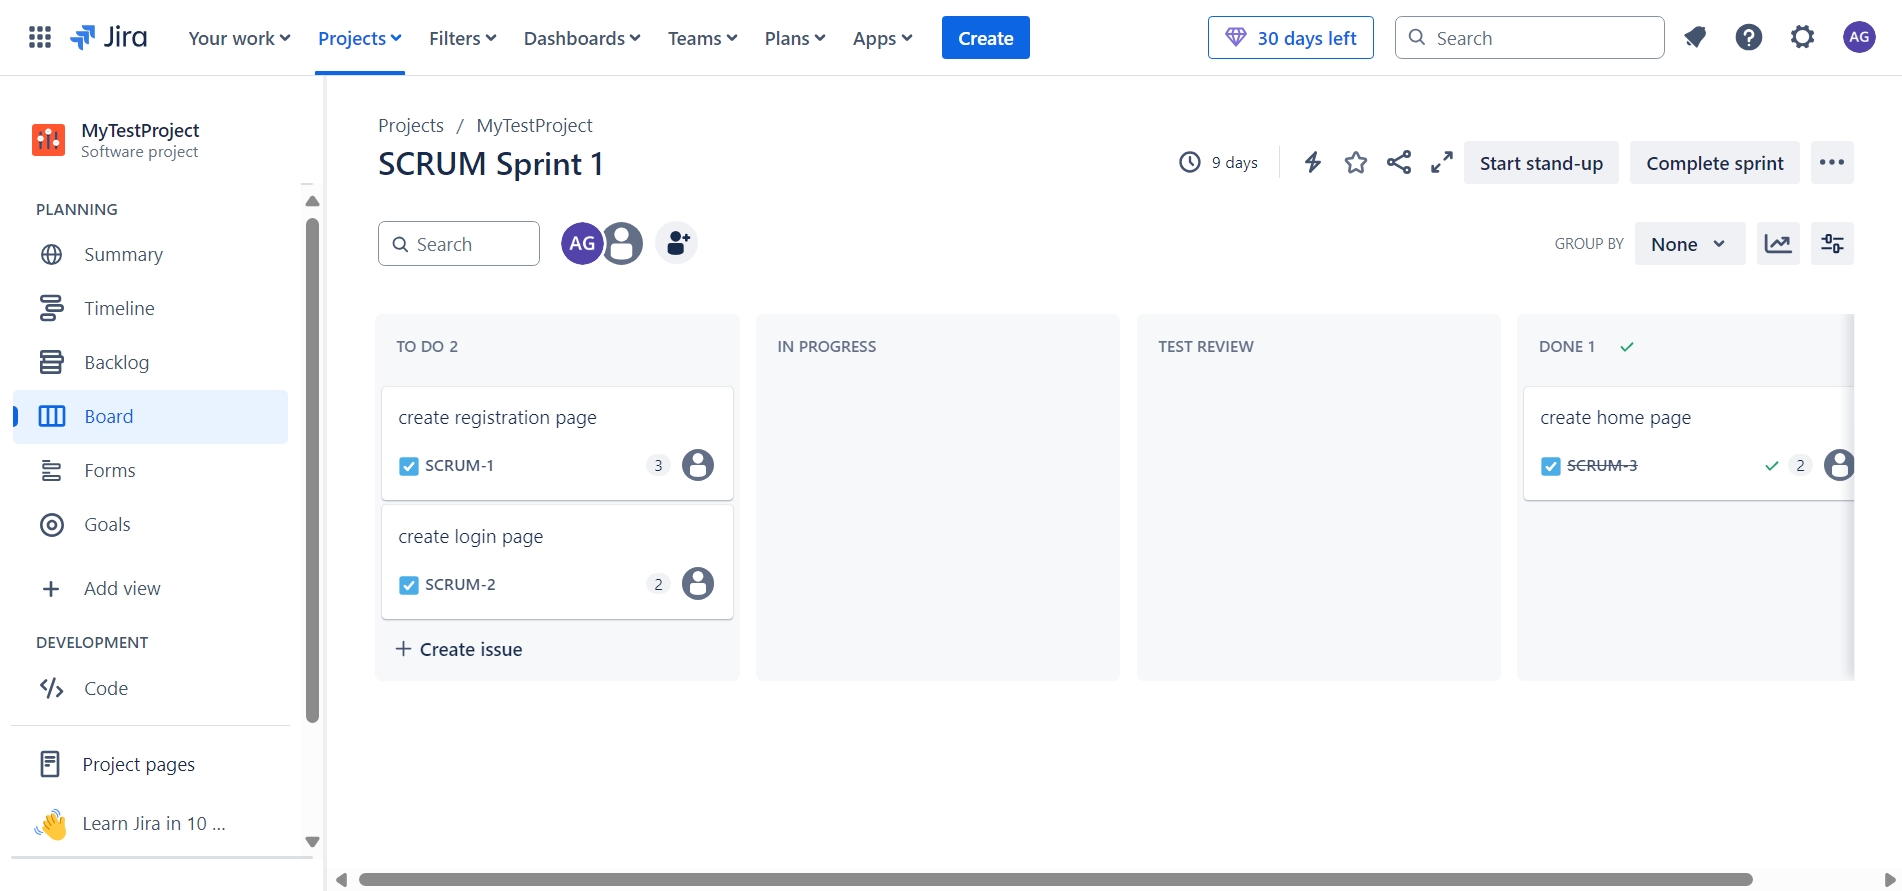 Jira
Your work
Projects
Filters
Dashboards
Teams
Plans
Apps
Create
30 days left
Search
AG
MyTestProject
Software project
PLANNING
Summary
Timeline
Backlog
Board
Forms
Goals
Add view
DEVELOPMENT
Code
Project pages
Learn Jira in 10 ...
Projects / MyTestProject
SCRUM Sprint 1
9 days
Start stand-up
Complete sprint
Search
AG
GROUP BY
None
TO DO 2
create registration page
SCRUM-1
3
create login page
SCRUM-2
2
Create issue
IN PROGRESS
TEST REVIEW
DONE 1
create home page
SCRUM-3
2